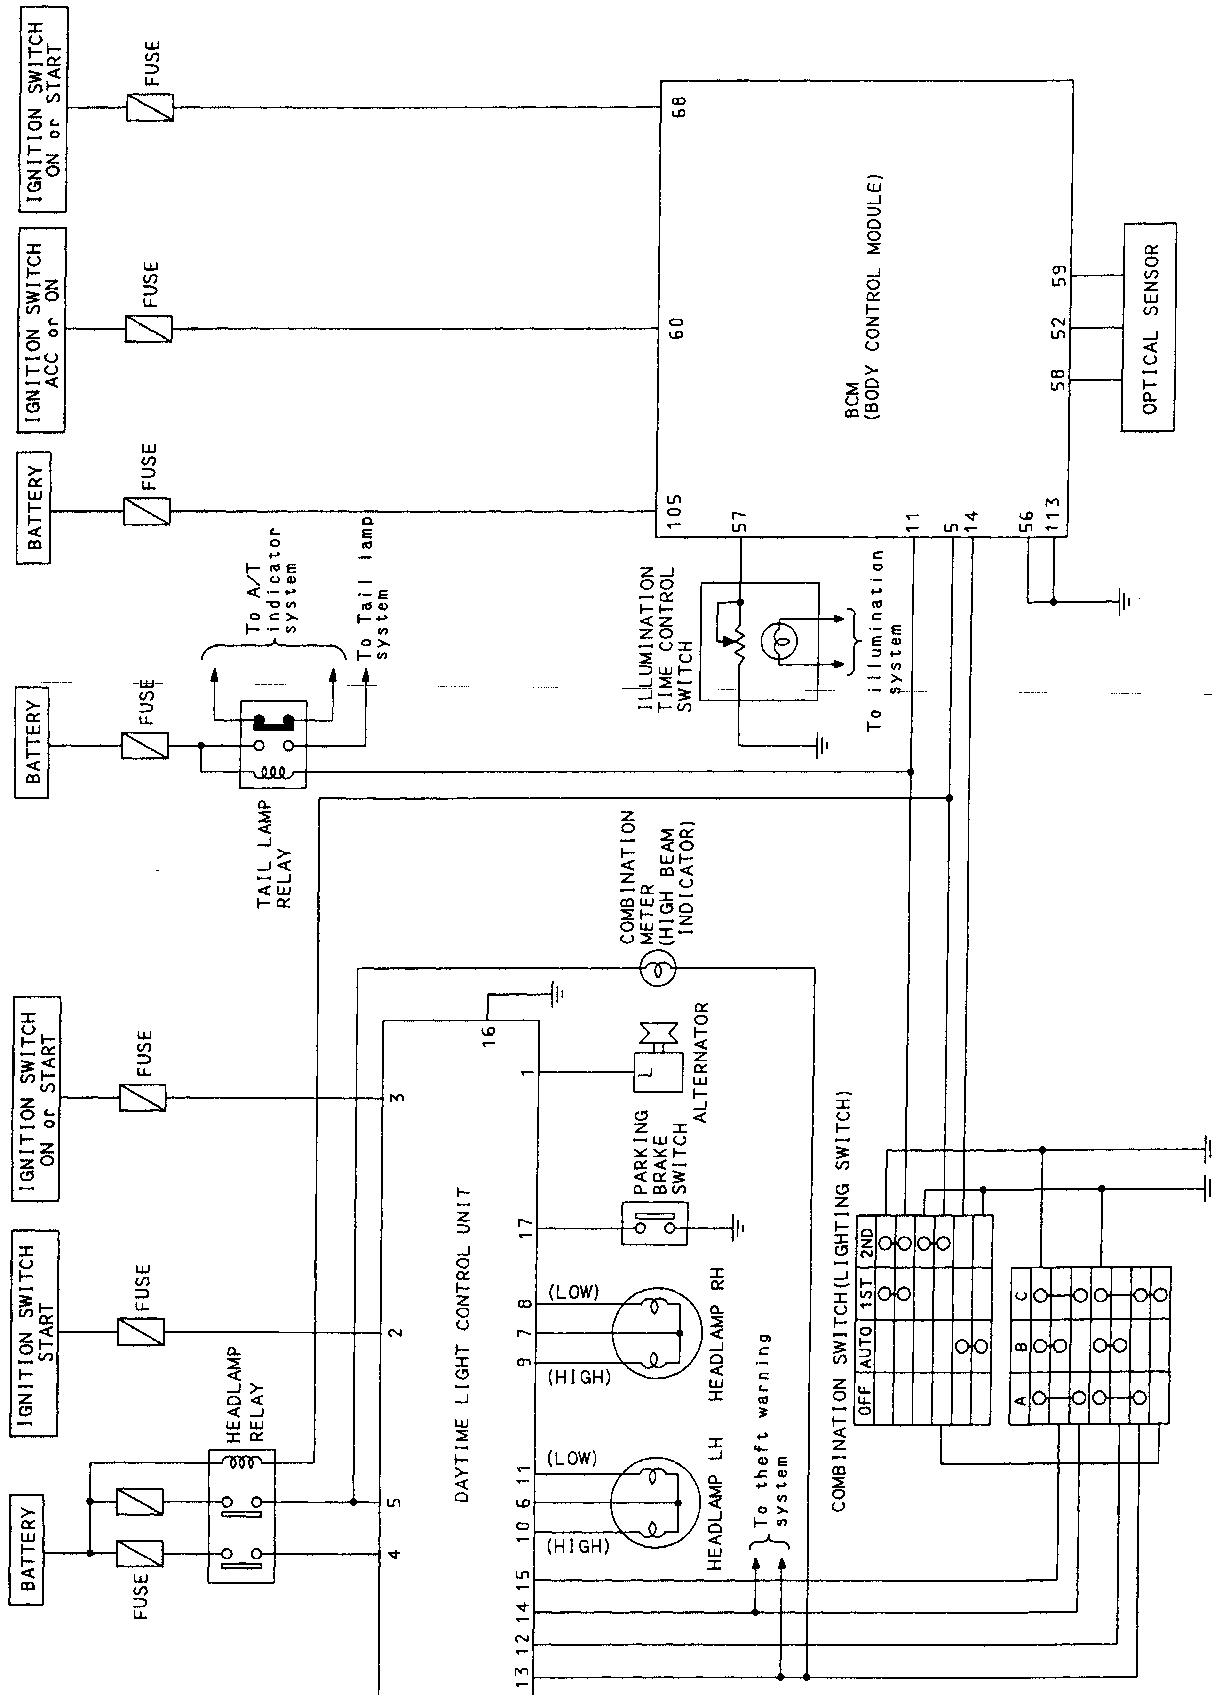 IGNITION SWITCH
START
IGNITION SWITCH
ON or START
BATTERY
IGNITION SWITCH
ACC or ON
IGNITION SWITCH
ON or START
BATTERY
BATTERY
FUSE
FUSE
FUSE
FUSE
FUSE
FUSE
FUSE
HEADLAMP
RELAY
TAIL LAMP
RELAY
To A/T
indicator
system
To Tail lamp
system
4
5
2
3
16
DAYTIME LIGHT CONTROL UNIT
13
12
14
15
10
6
11
9
7
8
17
1
(HIGH)
(LOW)
(HIGH)
(LOW)
HEADLAMP LH
HEADLAMP RH
PARKING
BRAKE
SWITCH
L
ALTERNATOR
COMBINATION
METER
(HIGH BEAM
INDICATOR)
ILLUMINATION
TIME CONTROL
SWITCH
To illumination
system
105
60
68
57
11
5
14
56
113
58
52
59
BCM
(BODY CONTROL MODULE)
OPTICAL SENSOR
To theft warning
system
COMBINATION SWITCH(LIGHTING SWITCH)
OFF AUTO 1ST 2ND
A B C